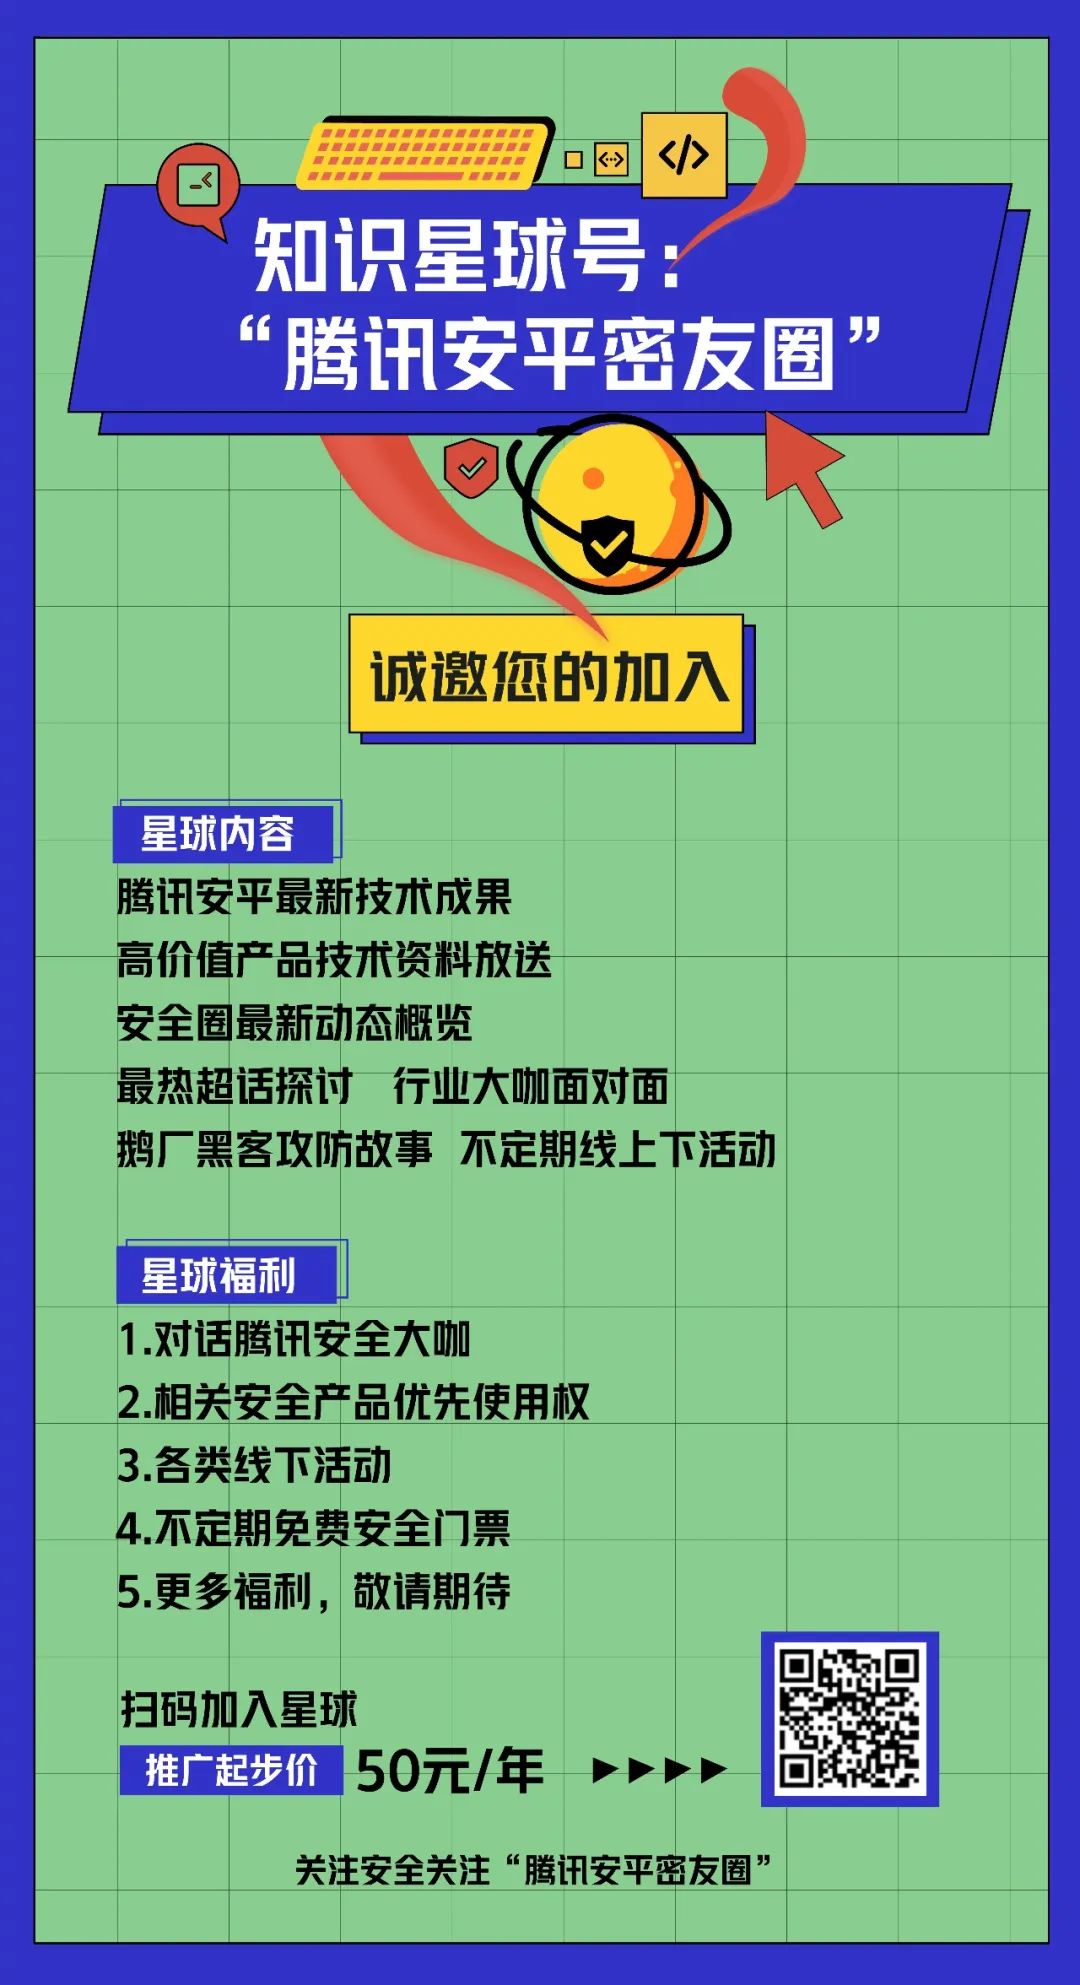 知识星球号：
“腾讯安平密友圈”
诚邀您的加入
星球内容
腾讯安平最新技术成果
高价值产品技术资料放送
安全圈最新动态概览
最热超话探讨 行业大咖面对面
鹅厂黑客攻防故事 不定期线上下活动
星球福利
1.对话腾讯安全大咖
2.相关安全产品优先使用权
3.各类线下活动
4.不定期免费安全门票
5.更多福利，敬请期待
扫码加入星球
推广起步价 50元/年
关注安全关注“腾讯安平密友圈”